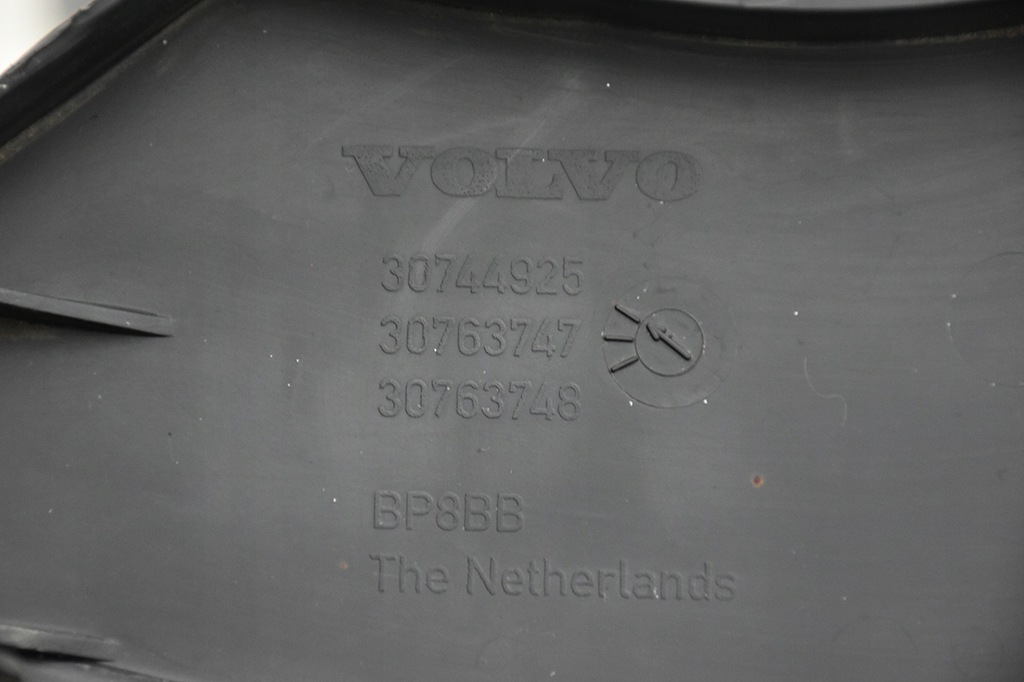 VOLVO
30744925
30763747
30763748
BP8BB
The Netherlands